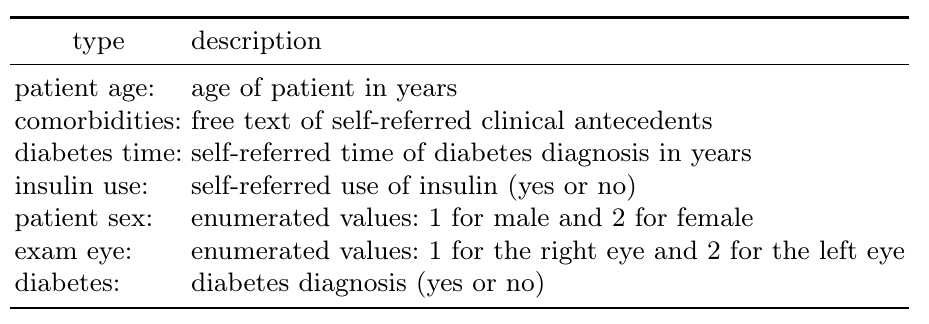 type description
patient age: age of patient in years
comorbidities: free text of self-referred clinical antecedents
diabetes time: self-referred time of diabetes diagnosis in years
insulin use: self-referred use of insulin (yes or no)
patient sex: enumerated values: 1 for male and 2 for female
exam eye: enumerated values: 1 for the right eye and 2 for the left eye
diabetes: diabetes diagnosis (yes or no)